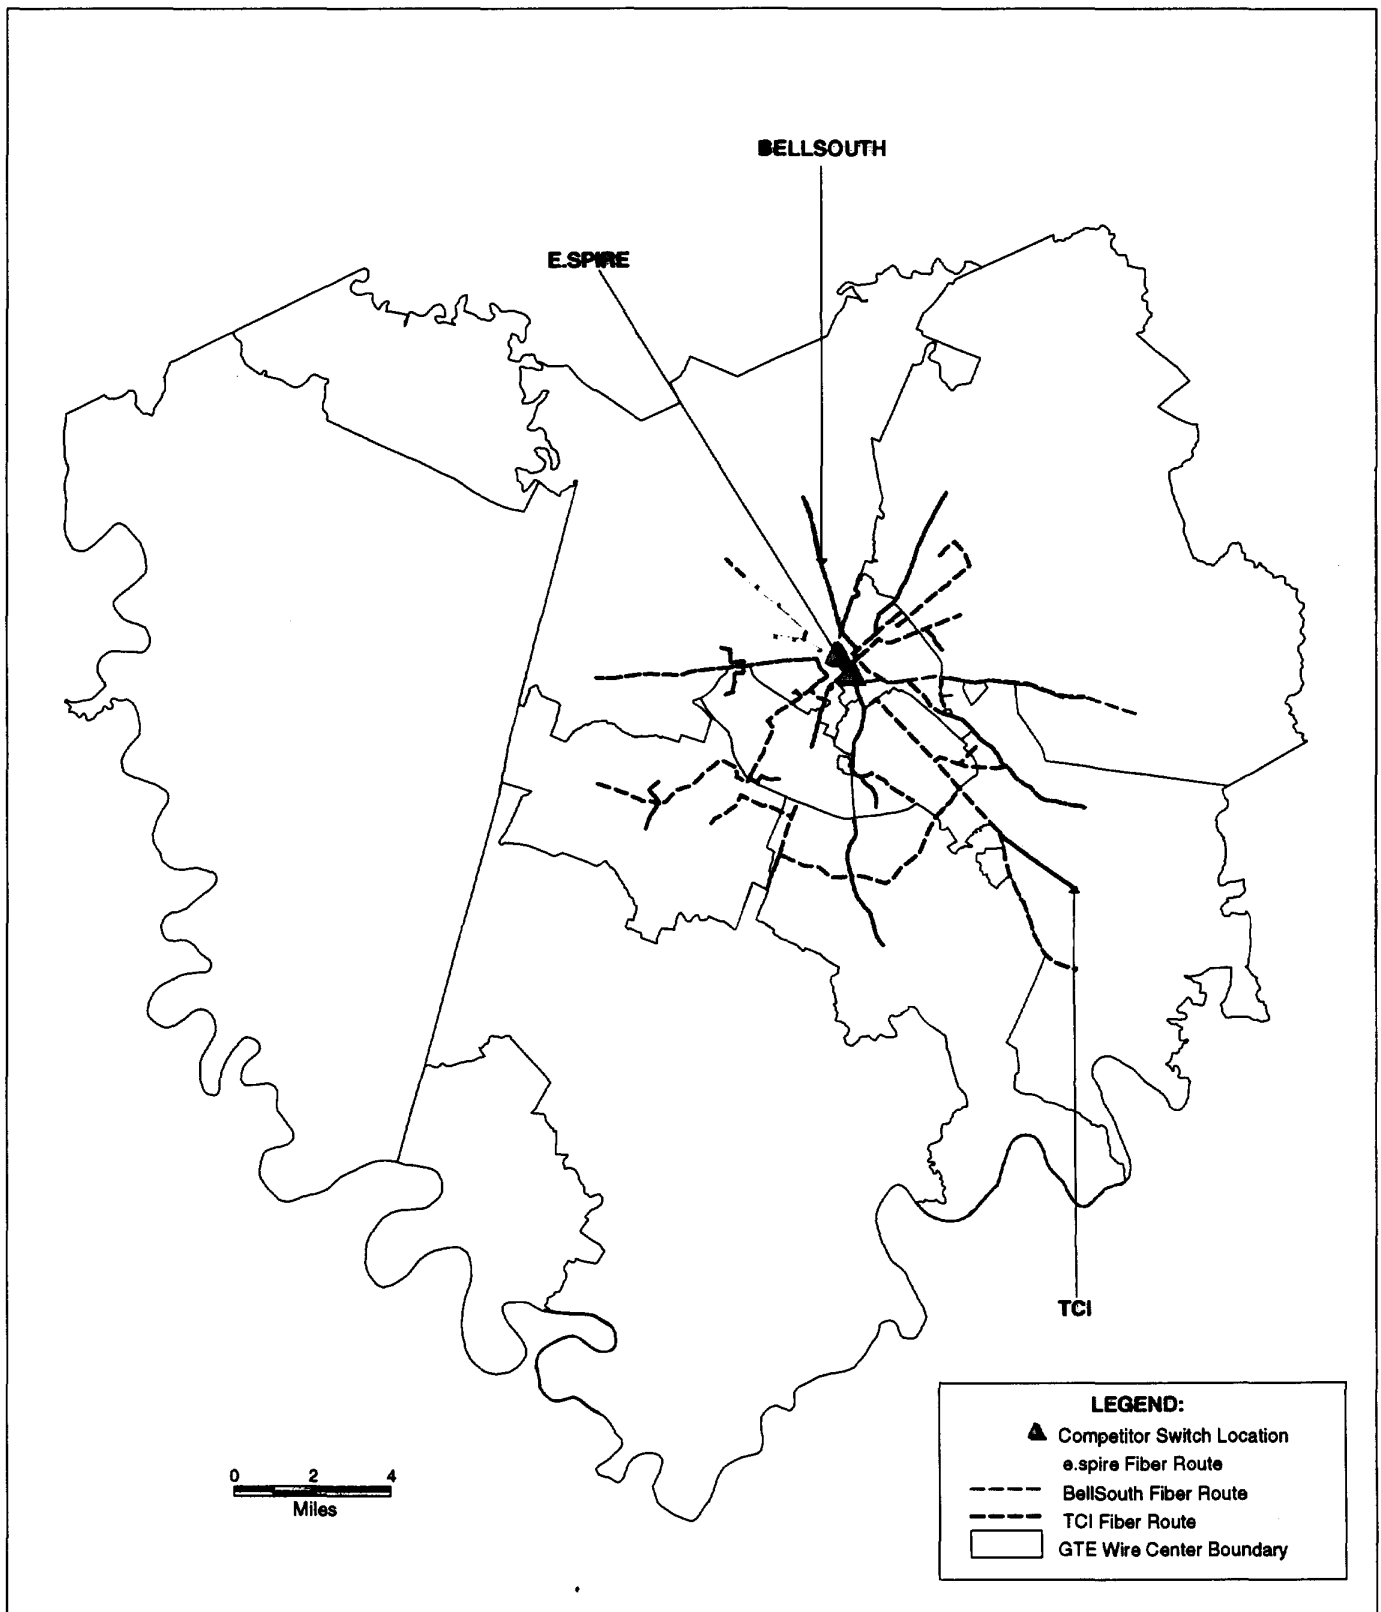 BELLSOUTH
E.SPIRE
TCI
LEGEND:
Competitor Switch Location
e.spire Fiber Route
BellSouth Fiber Route
TCI Fiber Route
GTE Wire Center Boundary
0 2 4
Miles